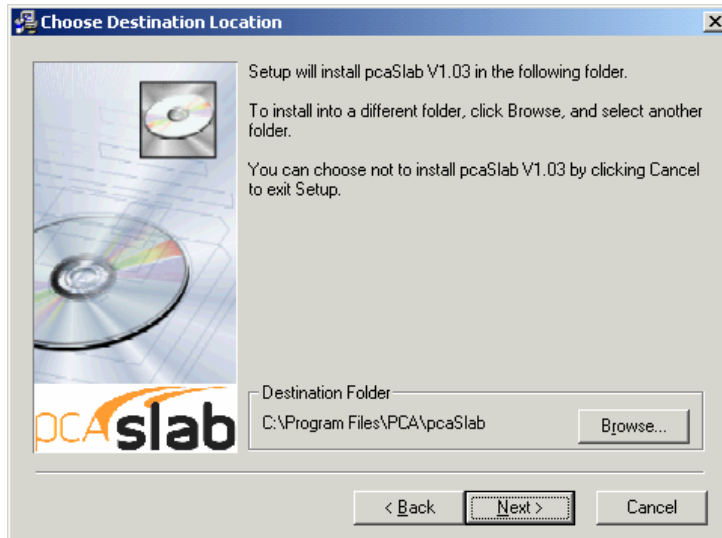 Choose Destination Location
Setup will install pcaSlab V1.03 in the following folder.
To install into a different folder, click Browse, and select another
folder.
You can choose not to install pcaSlab V1.03 by clicking Cancel
to exit Setup.
pcaslab
Destination Folder
C:\Program Files\PCA\pcaSlab
Browse...
< Back
Next >
Cancel